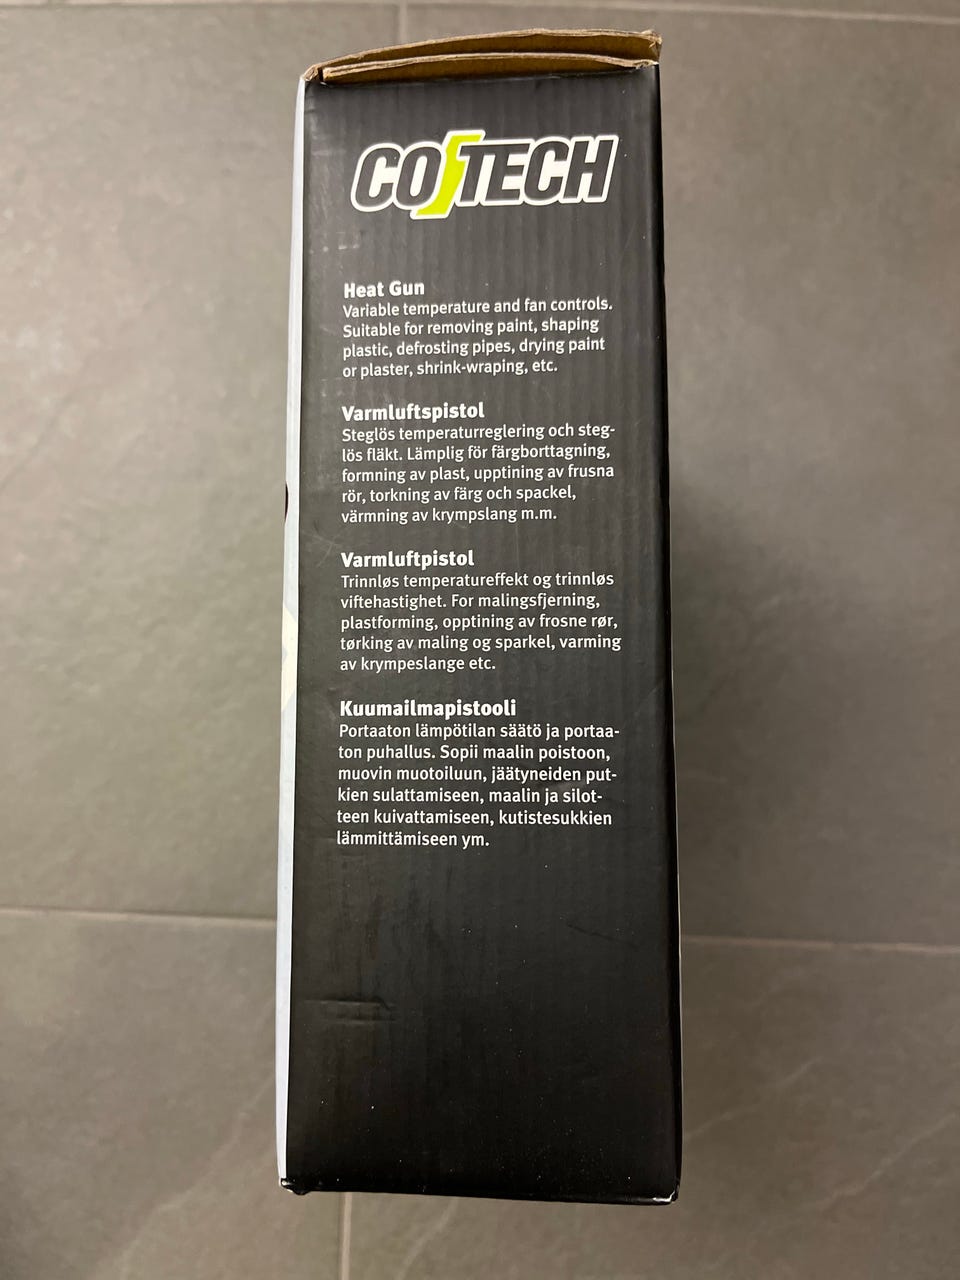 COTECH
Heat Gun
Variable temperature and fan controls.
Suitable for removing paint, shaping
plastic, defrosting pipes, drying paint
or plaster, shrink-wraping, etc.
Varmluftspistol
Steglös temperaturreglering och steg-
lös fläkt. Lämplig för färgborttagning,
formning av plast, upptining av frusna
rör, torkning av färg och spackel,
värmning av krympslang m.m.
Varmluftpistol
Trinnløs temperatureffekt og trinnløs
viftehastighet. For malingsfjerning,
plastforming, opptining av frosne rør,
tørking av maling og sparkel, varming
av krympeslange etc.
Kuumailmapistooli
Portaaton lämpötilan säätö ja portaa-
ton puhallus. Sopii maalin poistoon,
muovin muotoiluun, jäätyneiden put-
kien sulattamiseen, maalin ja silot-
teen kuivattamiseen, kutistesukkien
lämmittämiseen ym.